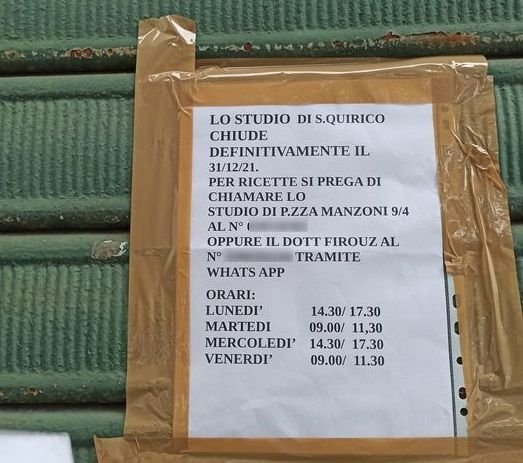 LO STUDIO DI S.QUIRICO
CHIUDE
DEFINITIVAMENTE IL
31/12/21.
PER RICETTE SI PREGA DI
CHIAMARE LO
STUDIO DI P.ZZA MANZONI 9/4
AL N°
OPPURE IL DOTT FIROUZ AL
N° TRAMITE
WHATS APP
ORARI:
LUNEDI’ 14.30/ 17.30
MARTEDI 09.00/ 11,30
MERCOLEDI’ 14.30/ 17.30
VENERDI’ 09.00/ 11.30